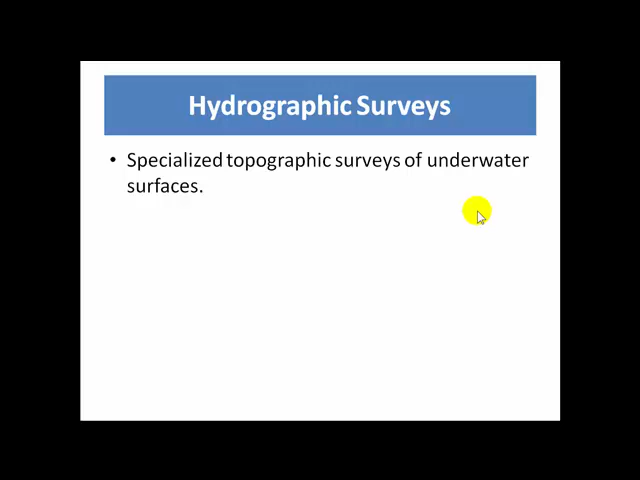 Hydrographic Surveys
• Specialized topographic surveys of underwater
surfaces.